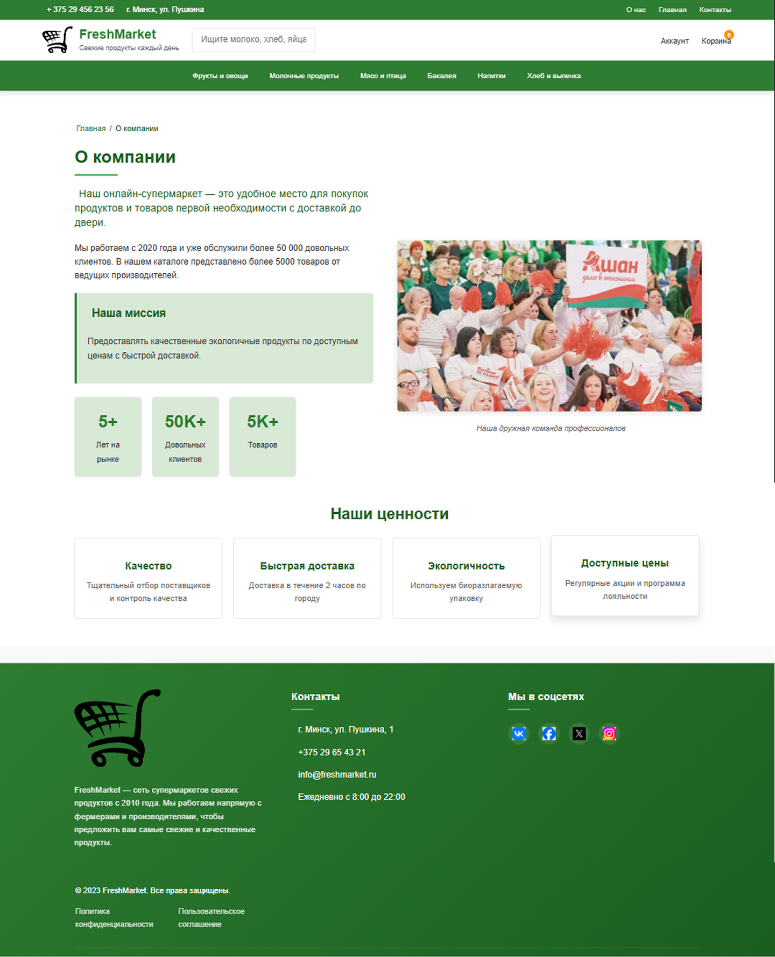 + 375 29 456 23 56 г. Минск, ул. Пушкина О нас Главная Контакты
FreshMarket
Свежие продукты каждый день
Ищите молоко, хлеб, яйца
Аккаунт Корзина 0
Фрукты и овощи Молочные продукты Мясо и птица Бакалея Напитки Хлеб и выпечка
Главная / О компании
О компании
Наш онлайн-супермаркет — это удобное место для покупок
продуктов и товаров первой необходимости с доставкой до
двери.
Мы работаем с 2020 года и уже обслужили более 50 000 довольных
клиентов. В нашем каталоге представлено более 5000 товаров от
ведущих производителей.
Наша миссия
Предоставлять качественные экологичные продукты по доступным
ценам с быстрой доставкой.
5+
Лет на
рынке
50K+
Довольных
клиентов
5K+
Товаров
Ашан
дело в отношении
Наша дружная команда профессионалов
Наши ценности
Качество
Тщательный отбор поставщиков
и контроль качества
Быстрая доставка
Доставка в течение 2 часов по
городу
Экологичность
Используем биоразлагаемую
упаковку
Доступные цены
Регулярные акции и программа
лояльности
FreshMarket — сеть супермаркетов свежих
продуктов с 2010 года. Мы работаем напрямую с
фермерами и производителями, чтобы
предложить вам самые свежие и качественные
продукты.
Контакты
г. Минск, ул. Пушкина, 1
+375 29 65 43 21
info@freshmarket.ru
Ежедневно с 8:00 до 22:00
Мы в соцсетях
© 2023 FreshMarket. Все права защищены.
Политика
конфиденциальности
Пользовательское
соглашение